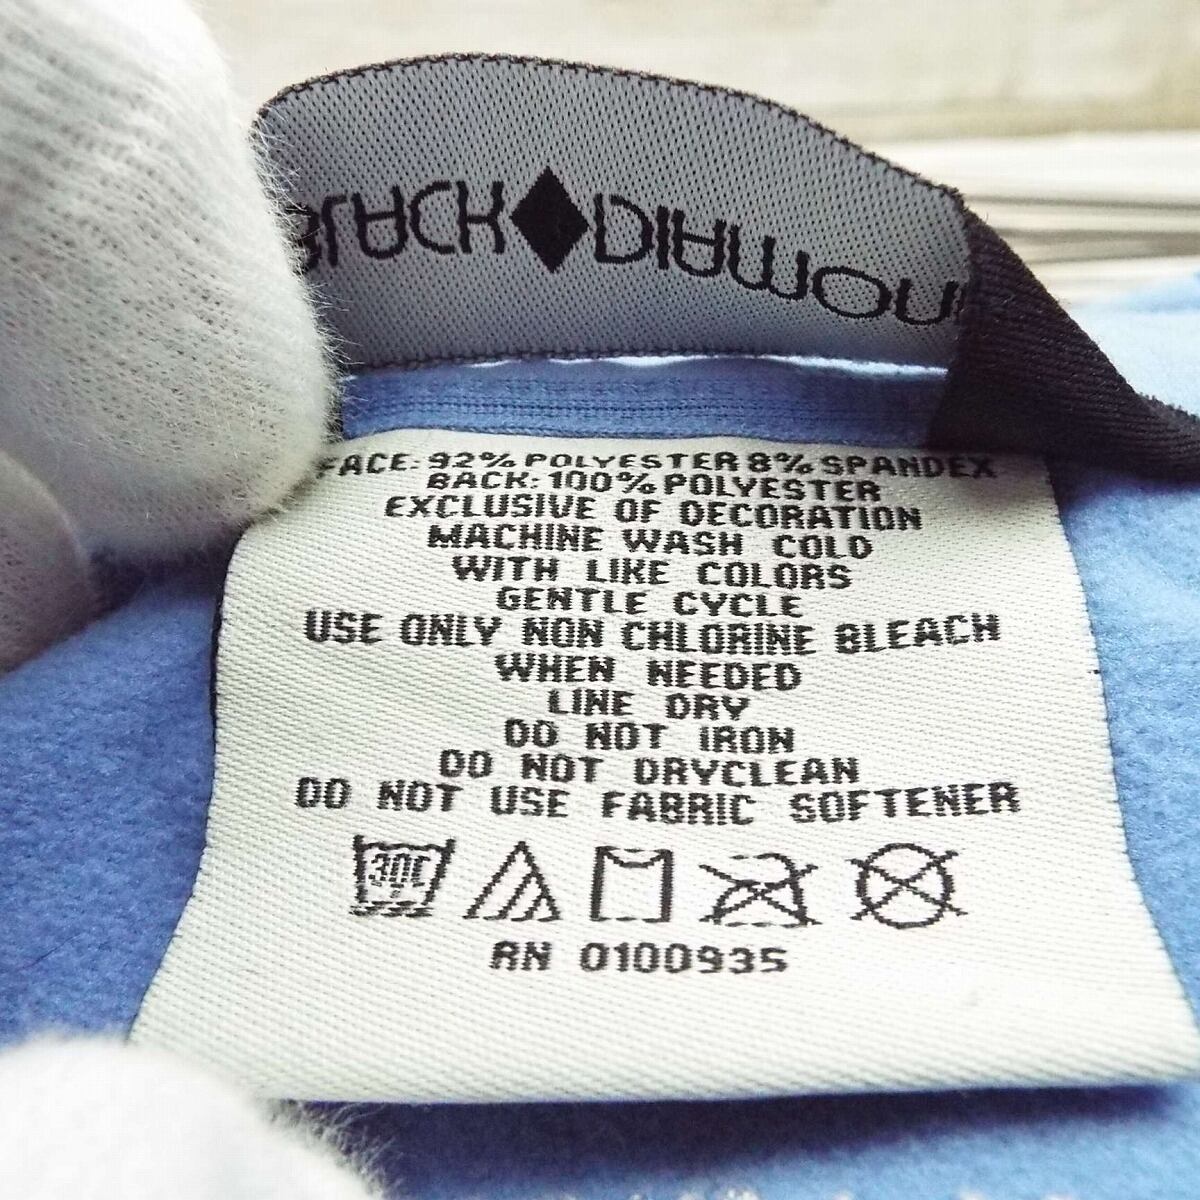 BLACK DIAMOND
FACE: 92% POLYESTER 8% SPANDEX
BACK: 100% POLYESTER
EXCLUSIVE OF DECORATION
MACHINE WASH COLD
WITH LIKE COLORS
GENTLE CYCLE
USE ONLY NON CHLORINE BLEACH
WHEN NEEDED
LINE DRY
DO NOT IRON
DO NOT DRYCLEAN
DO NOT USE FABRIC SOFTENER
30C
RN 0100935